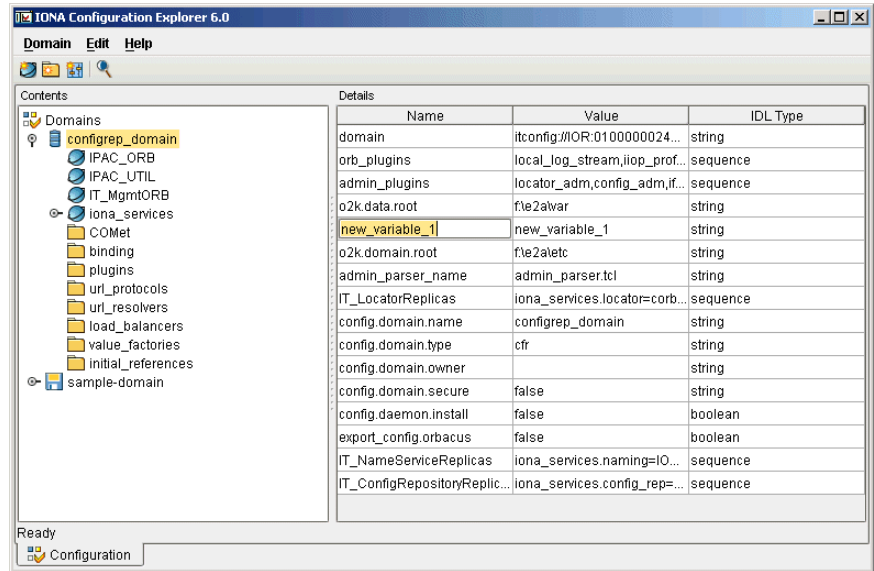 IONA Configuration Explorer 6.0
Domain Edit Help
Contents
Domains
configrep_domain
IPAC_ORB
IPAC_UTIL
IT_MgmtORB
iona_services
COMet
binding
plugins
url_protocols
url_resolvers
load_balancers
value_factories
initial_references
sample-domain
Details
Name Value IDL Type
domain itconfig://IOR:0100000024... string
orb_plugins local_log_stream,iiop_prof... sequence
admin_plugins locator_adm,config_adm,if... sequence
o2k.data.root f:\e2a\var string
new_variable_1 new_variable_1 string
o2k.domain.root f:\e2a\etc string
admin_parser_name admin_parser.tcl string
IT_LocatorReplicas iona_services.locator=corb... sequence
config.domain.name configrep_domain string
config.domain.type cfr string
config.domain.owner string
config.domain.secure false string
config.daemon.install false boolean
export_config.orbacus false boolean
IT_NameServiceReplicas iona_services.naming=IO... sequence
IT_ConfigRepositoryReplic... iona_services.config_rep=... sequence
Ready
Configuration